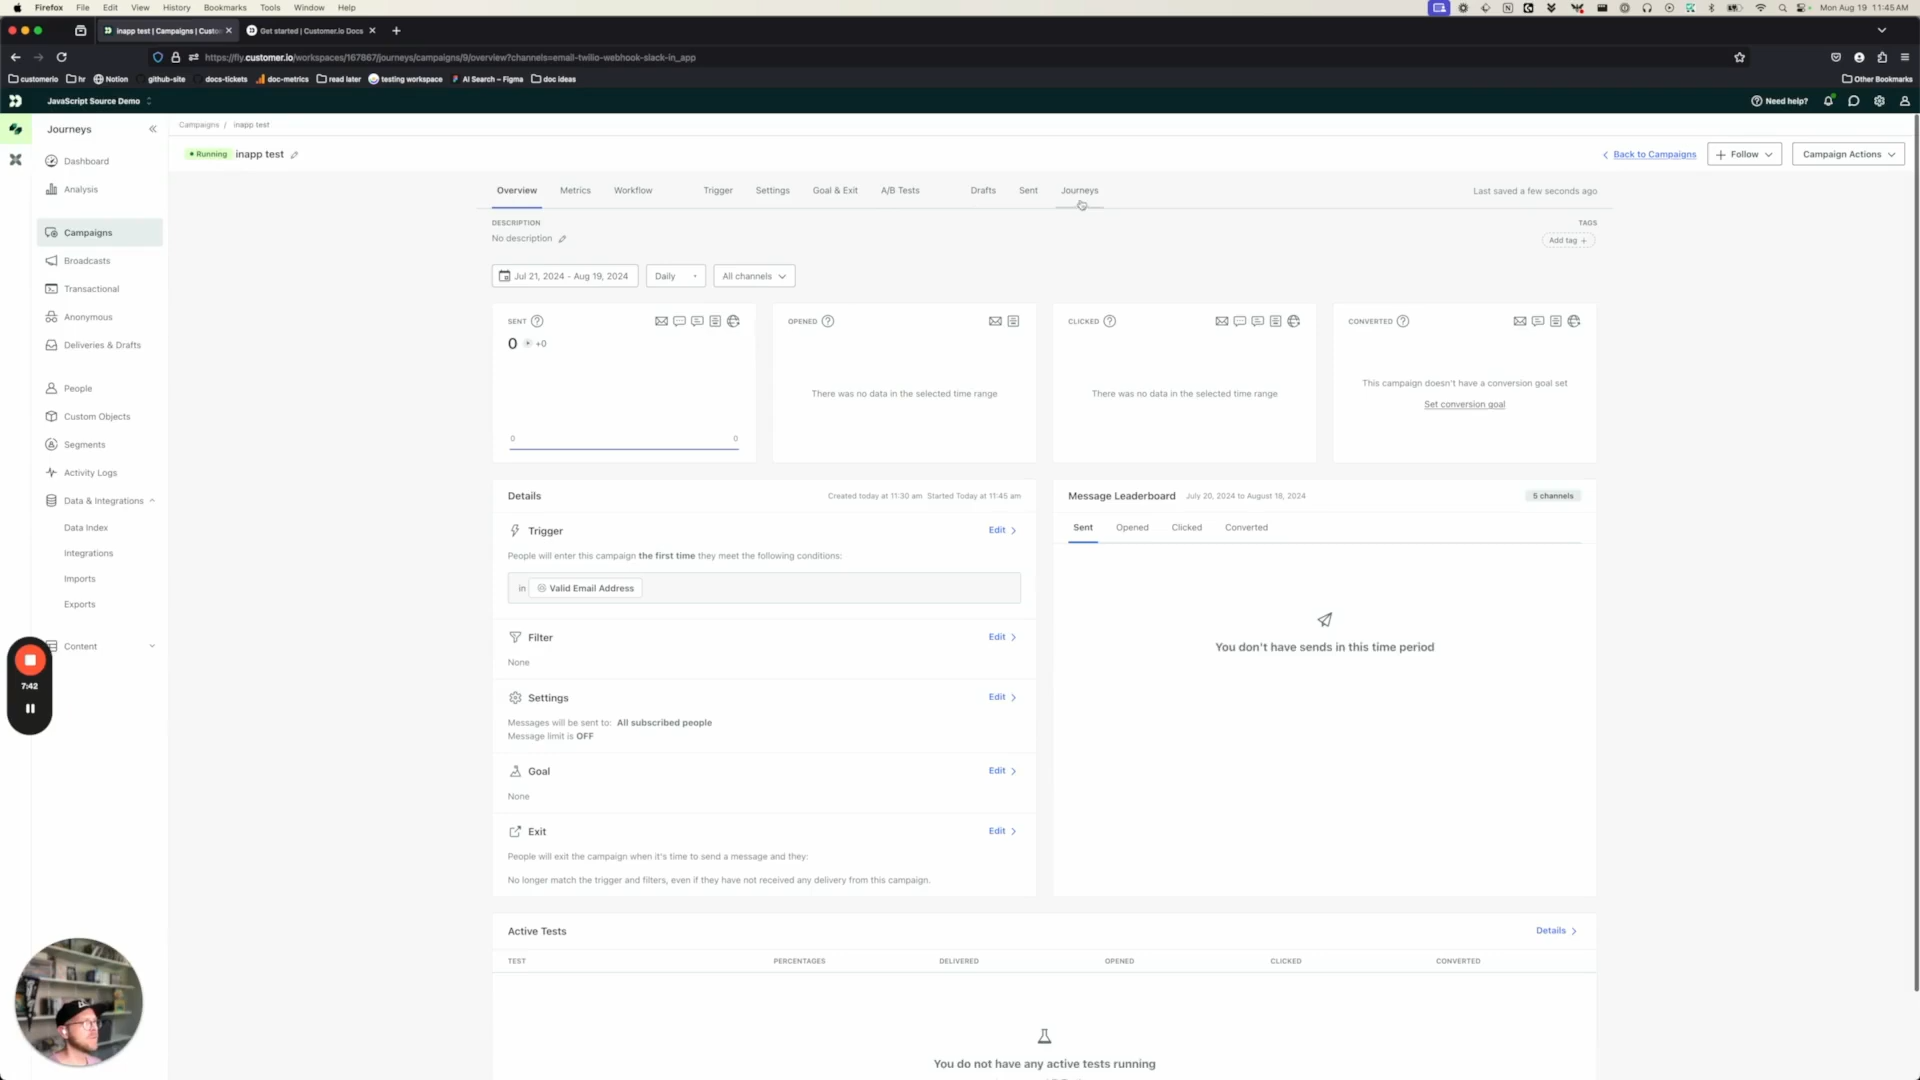 Firefox File Edit View History Bookmarks Tools Window Help
Mon Aug 19 11:45 AM
inapp test | Campaigns | Custo
Get started | Customer.io Docs
https://fly.customer.io/workspaces/167867/journeys/campaigns/9/overview?channels=email-twilio-webhook-slack-in_app
customerio hr Notion github-site docs-tickets doc-metrics read later testing workspace AI Search – Figma doc ideas Other Bookmarks
JavaScript Source Demo
Need help?
Journeys
Dashboard
Analysis
Campaigns
Broadcasts
Transactional
Anonymous
Deliveries & Drafts
People
Custom Objects
Segments
Activity Logs
Data & Integrations
Data Index
Integrations
Imports
Exports
Content
7:42
Campaigns / inapp test
Running inapp test
Back to Campaigns
Follow
Campaign Actions
Overview Metrics Workflow Trigger Settings Goal & Exit A/B Tests Drafts Sent Journeys
Last saved a few seconds ago
DESCRIPTION
No description
TAGS
Add tag +
Jul 21, 2024 - Aug 19, 2024
Daily
All channels
SENT
0 +0
0 0
OPENED
There was no data in the selected time range
CLICKED
There was no data in the selected time range
CONVERTED
This campaign doesn't have a conversion goal set
Set conversion goal
Details
Created today at 11:30 am Started Today at 11:45 am
Trigger
Edit
People will enter this campaign the first time they meet the following conditions:
in Valid Email Address
Filter
Edit
None
Settings
Edit
Messages will be sent to: All subscribed people
Message limit is OFF
Goal
Edit
None
Exit
Edit
People will exit the campaign when it's time to send a message and they:
No longer match the trigger and filters, even if they have not received any delivery from this campaign.
Message Leaderboard July 20, 2024 to August 18, 2024
5 channels
Sent Opened Clicked Converted
You don't have sends in this time period
Active Tests
Details
TEST PERCENTAGES DELIVERED OPENED CLICKED CONVERTED
You do not have any active tests running